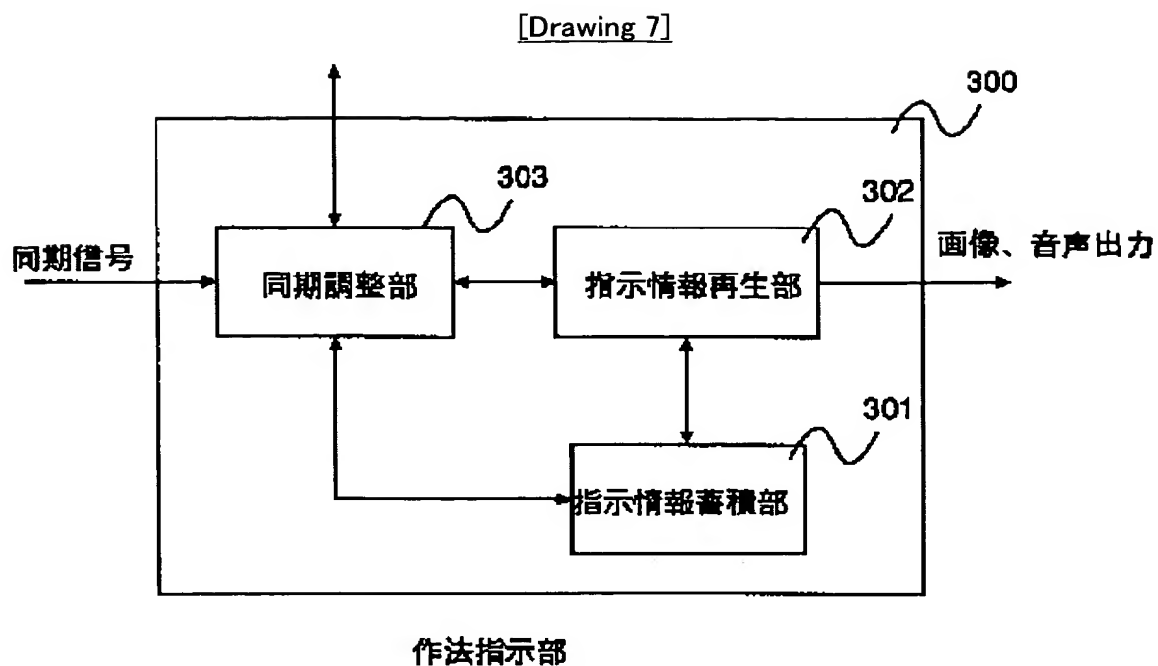 [Drawing 7]
300
303
302
同期信号
画像、音声出力
同期調整部
指示情報再生部
301
指示情報蓄積部
作法指示部